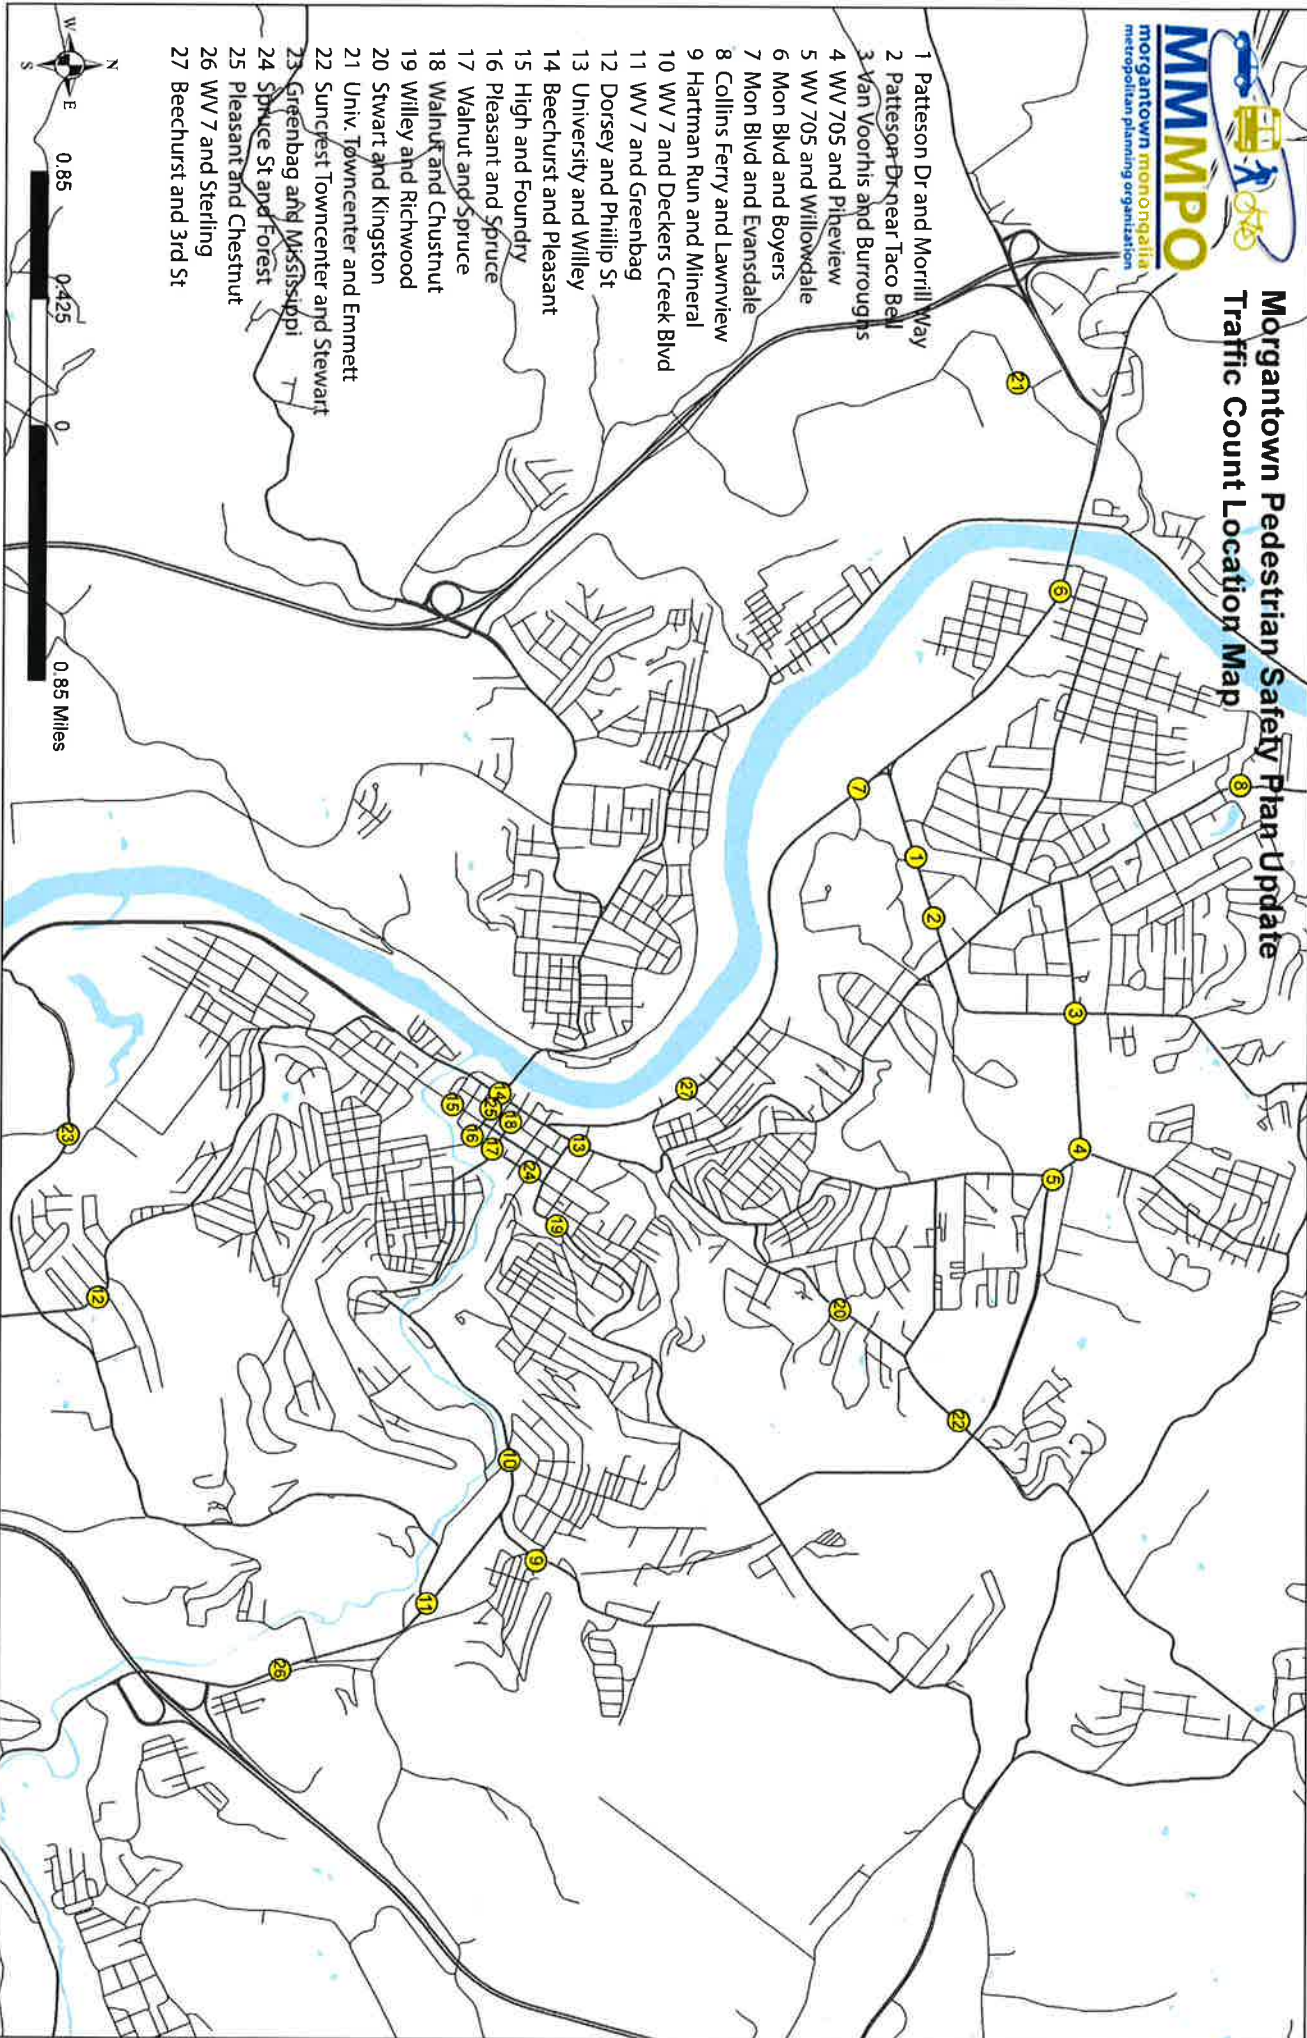 MMMPO
morgantown monongalia
metropolitan planning organization
Morgantown Pedestrian Safety Plan Update
Traffic Count Location Map
1 Patteson Dr and Morrill Way
2 Patteson Dr near Taco Bell
3 Van Voorhis and Burroughs
4 WV 705 and Pineview
5 WV 705 and Willowdale
6 Mon Blvd and Boyers
7 Mon Blvd and Evansdale
8 Collins Ferry and Lawnview
9 Hartman Run and Mineral
10 WV 7 and Deckers Creek Blvd
11 WV 7 and Greenbag
12 Dorsey and Phillip St
13 University and Willey
14 Beechurst and Pleasant
15 High and Foundry
16 Pleasant and Spruce
17 Walnut and Spruce
18 Walnut and Chustnut
19 Willey and Richwood
20 Stwart and Kingston
21 Univ. Towncenter and Emmett
22 Suncrest Towncenter and Stewart
23 Greenbag and Mississippi
24 Spruce St and Forest
25 Pleasant and Chestnut
26 WV 7 and Sterling
27 Beechurst and 3rd St
N
W
E
S
0.85 0.425 0 0.85 Miles
21
6
8
7
1
2
3
4
5
27
14
25
18
13
15
16
17
24
19
20
22
23
12
10
9
11
26